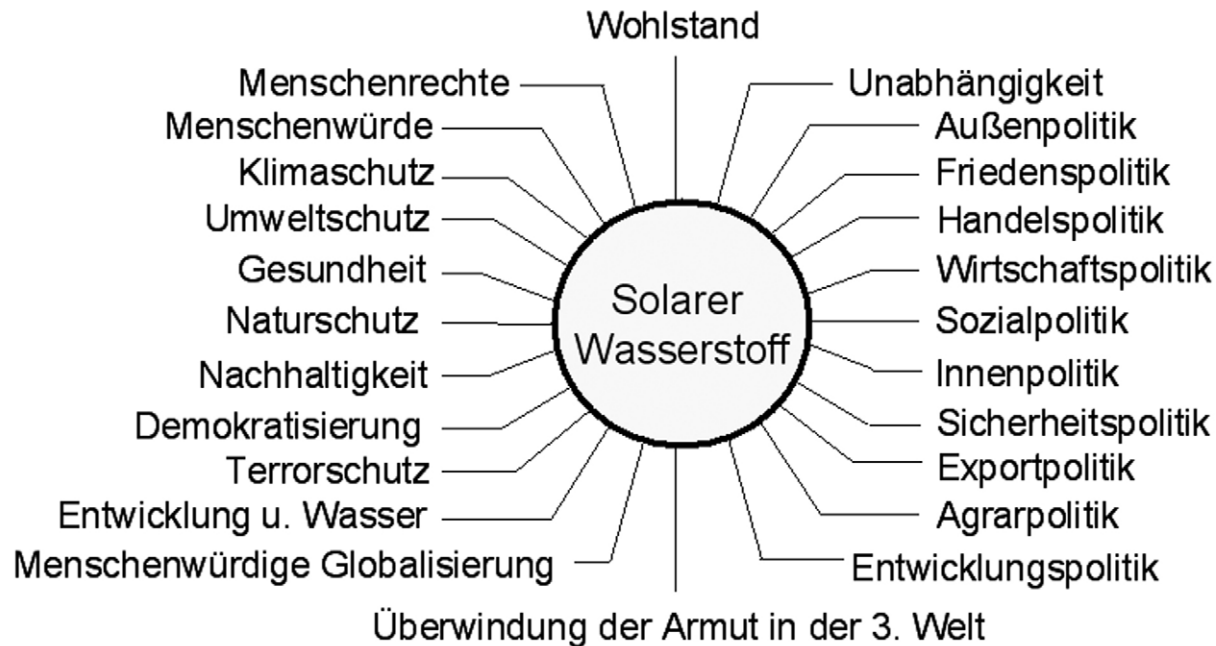 Wohlstand
Menschenrechte
Menschenwürde
Klimaschutz
Umweltschutz
Gesundheit
Naturschutz
Nachhaltigkeit
Demokratisierung
Terrorschutz
Entwicklung u. Wasser
Menschenwürdige Globalisierung
Solarer
Wasserstoff
Unabhängigkeit
Außenpolitik
Friedenspolitik
Handelspolitik
Wirtschaftspolitik
Sozialpolitik
Innenpolitik
Sicherheitspolitik
Exportpolitik
Agrarpolitik
Entwicklungspolitik
Überwindung der Armut in der 3. Welt